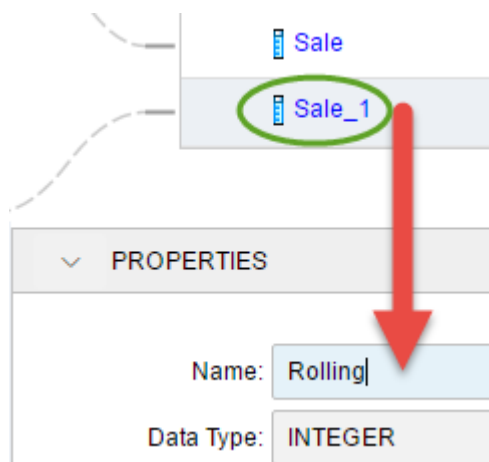 Sale
Sale_1
PROPERTIES
Name: Rolling
Data Type: INTEGER